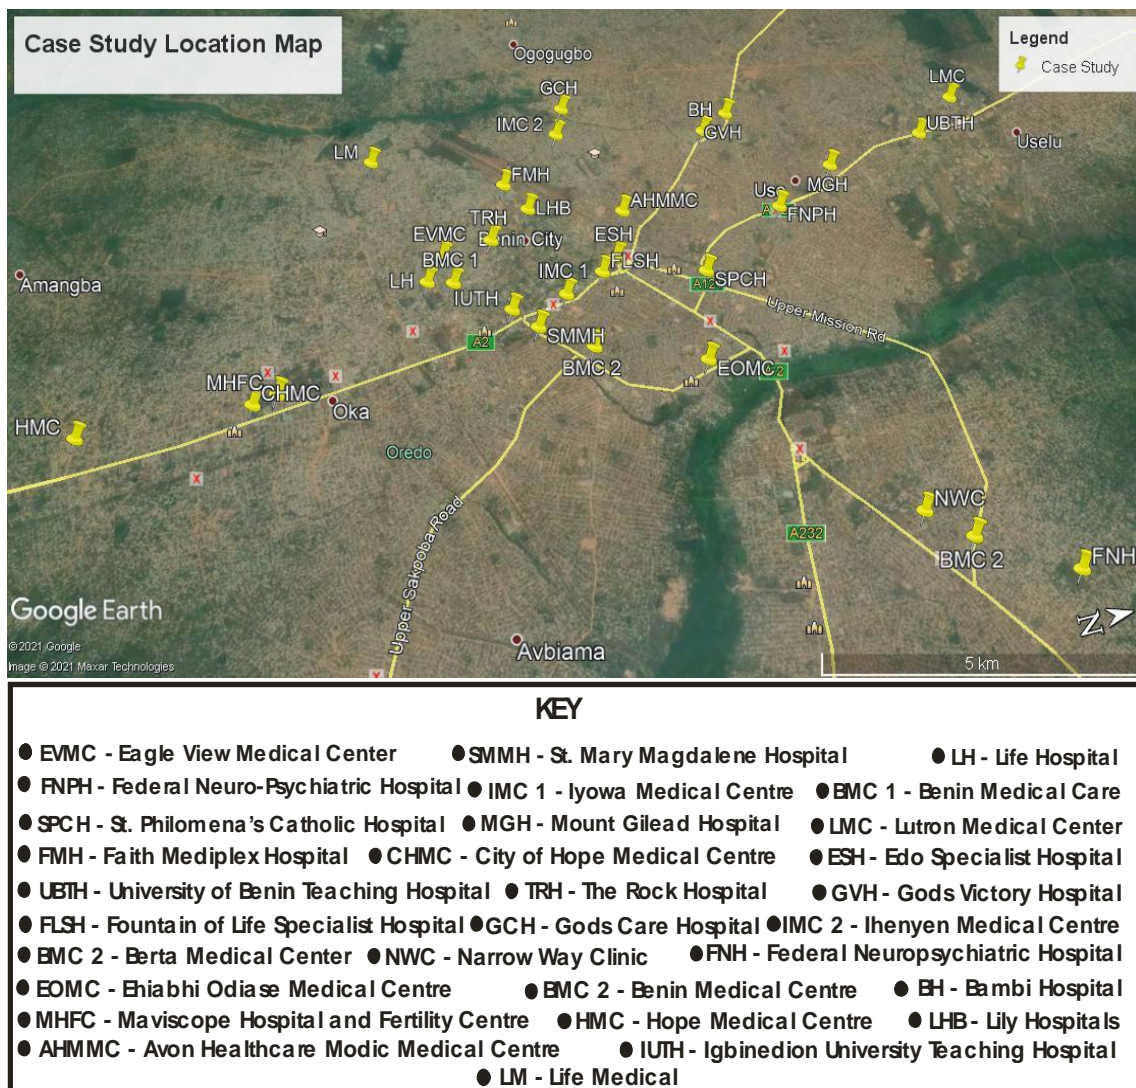 Case Study Location Map
Legend
Case Study
Ogogugbo
GCH
IMC 2
BH
GVH
LMC
UBTH
Uselu
LM
FMH
LHB
MGH
FNPH
AHMMC
TRH
Benin City
EVMC
BMC 1
ESH
FLSH
LH
IMC 1
SPCH
Amangba
IUTH
A2
SMMH
BMC 2
Upper Mission Rd
EOMC
MHFC
CHMC
Oka
HMC
Oredo
Upper Sakpoba Road
NWC
A232
BMC 2
FNH
Google Earth
N
© 2021 Google
Image © 2021 Maxar Technologies
Avbiama
5 km
KEY
EVMC - Eagle View Medical Center ● SMMH - St. Mary Magdalene Hospital ● LH - Life Hospital
● FNPH - Federal Neuro-Psychiatric Hospital ● IMC 1 - Iyowa Medical Centre ● BMC 1 - Benin Medical Care
● SPCH - St. Philomena's Catholic Hospital ● MGH - Mount Gilead Hospital ● LMC - Lutron Medical Center
● FMH - Faith Mediplex Hospital ● CHMC - City of Hope Medical Centre ● ESH - Edo Specialist Hospital
● UBTH - University of Benin Teaching Hospital ● TRH - The Rock Hospital ● GVH - Gods Victory Hospital
● FLSH - Fountain of Life Specialist Hospital ● GCH - Gods Care Hospital ● IMC 2 - Ihenyen Medical Centre
● BMC 2 - Berta Medical Center ● NWC - Narrow Way Clinic ● FNH - Federal Neuropsychiatric Hospital
● EOMC - Ehiabhi Odiase Medical Centre ● BMC 2 - Benin Medical Centre ● BH - Bambi Hospital
● MHFC - Maviscope Hospital and Fertility Centre ● HMC - Hope Medical Centre ● LHB - Lily Hospitals
● AHMMC - Avon Healthcare Modic Medical Centre ● IUTH - Igbinedion University Teaching Hospital
● LM - Life Medical